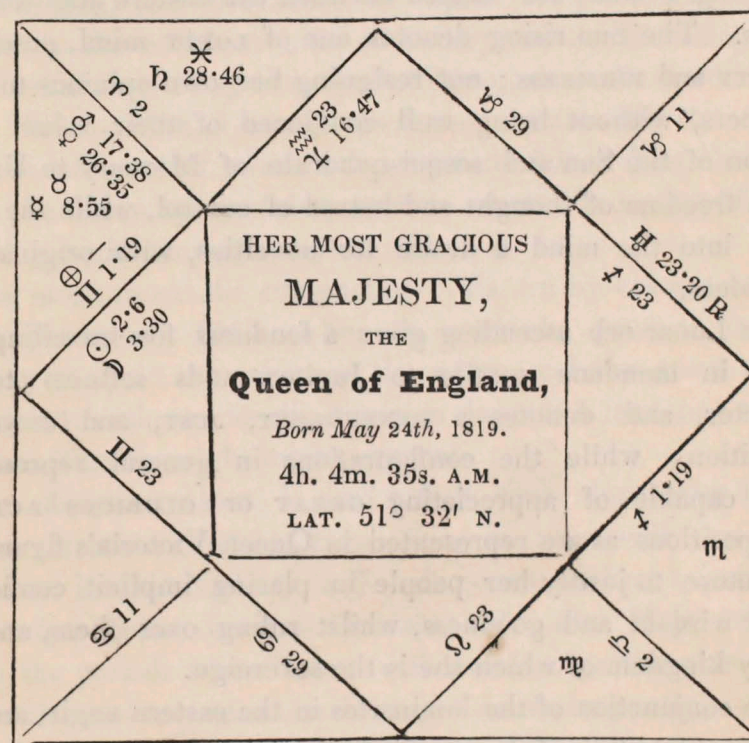 ♓
♄ 28·46
♈ 2
♀ 26·35
♂ 17·38
☿ ♉ 8·55
♒ 23
♃ 16·47
♑ 29
♑ 11
♅ 23·20 ℞
♐ 23
⊕
♊ 1·19
☉ 2·6
☽ 3·30
HER MOST GRACIOUS
MAJESTY,
THE
Queen of England,
Born May 24th, 1819.
4h. 4m. 35s. A.M.
LAT. 51° 32′ N.
♊ 23
♐ 1·19
♏
♋ 11
♋ 29
♌ 23
♍
♎ 2